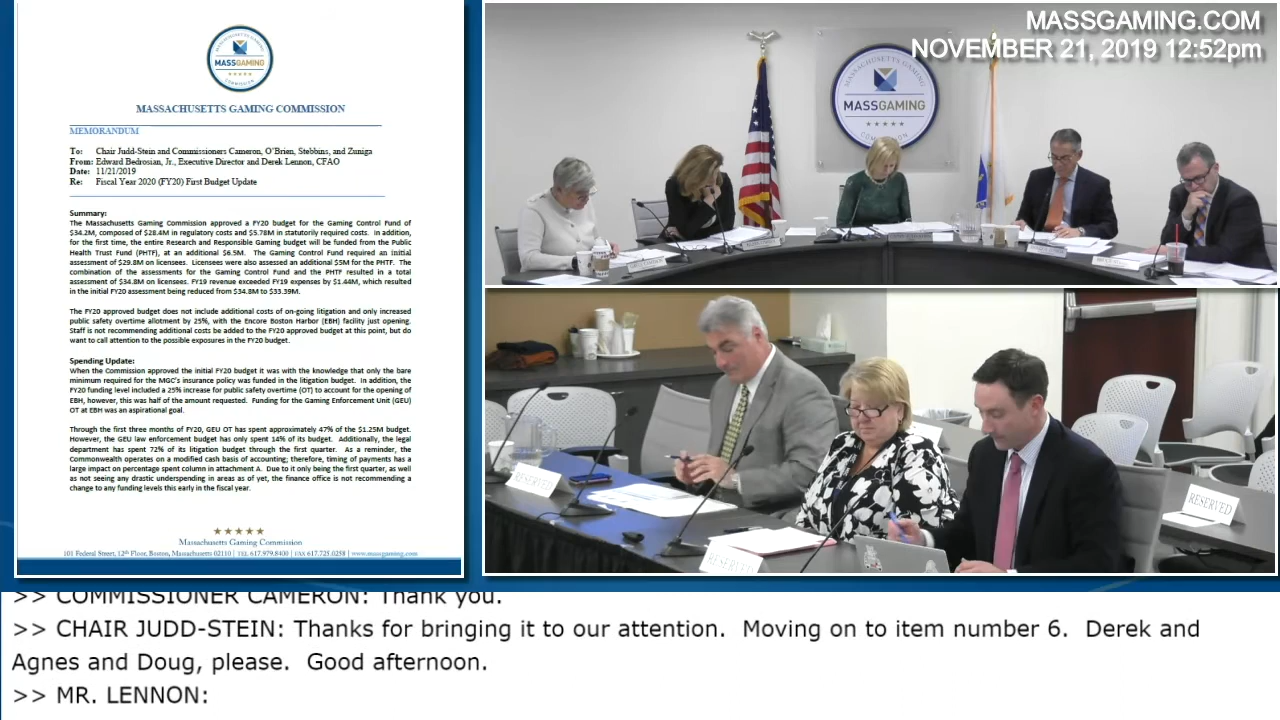 MASSGAMING
MASSACHUSETTS GAMING COMMISSION
MEMORANDUM
To: Chair Judd-Stein and Commissioners Cameron, O'Brien, Stebbins, and Zuniga
From: Edward Bedrosian, Jr., Executive Director and Derek Lennon, CFAO
Date: 11/21/2019
Re: Fiscal Year 2020 (FY20) First Budget Update
Summary:
The Massachusetts Gaming Commission approved a FY20 budget for the Gaming Control Fund of
$34.2M, composed of $28.4M in regulatory costs and $5.78M in statutorily required costs. In addition,
for the first time, the entire Research and Responsible Gaming budget will be funded from the Public
Health Trust Fund (PHTF), at an additional $6.5M. The Gaming Control Fund required an initial
assessment of $29.8M on licensees. Licensees were also assessed an additional $5M for the PHTF. The
combination of the assessments for the Gaming Control Fund and the PHTF resulted in a total
assessment of $34.8M on licensees. FY19 revenue exceeded FY19 expenses by $1.44M, which resulted
in the initial FY20 assessment being reduced from $34.8M to $33.39M.
The FY20 approved budget does not include additional costs of on-going litigation and only increased
public safety overtime allotment by 25%, with the Encore Boston Harbor (EBH) facility just opening.
Staff is not recommending additional costs be added to the FY20 approved budget at this point, but do
want to call attention to the possible exposures in the FY20 budget.
Spending Update:
When the Commission approved the initial FY20 budget it was with the knowledge that only the bare
minimum required for the MGC's insurance policy was funded in the litigation budget. In addition, the
FY20 funding level included a 25% increase for public safety overtime (OT) to account for the opening of
EBH, however, this was half of the amount requested. Funding for the Gaming Enforcement Unit (GEU)
OT at EBH was an aspirational goal.
Through the first three months of FY20, GEU OT has spent approximately 47% of the $1.25M budget.
However, the GEU law enforcement budget has only spent 14% of its budget. Additionally, the legal
department has spent 72% of its litigation budget through the first quarter. As a reminder, the
Commonwealth operates on a modified cash basis of accounting; therefore, timing of payments has a
large impact on percentage spent column in attachment A. Due to it only being the first quarter, as well
as not seeing any drastic underspending in areas as of yet, the finance office is not recommending a
change to any funding levels this early in the fiscal year.
★★★★★
Massachusetts Gaming Commission
101 Federal Street, 12th Floor, Boston, Massachusetts 02110 | TEL 617.979.8400 | FAX 617.725.0258 | www.massgaming.com
MASSGAMING.COM
NOVEMBER 21, 2019 12:52pm
MASSACHUSETTS GAMING
MASSGAMING
COMMISSION
RESERVED
RESERVED
RESERVED
>> COMMISSIONER CAMERON: Thank you.
>> CHAIR JUDD-STEIN: Thanks for bringing it to our attention. Moving on to item number 6. Derek and
Agnes and Doug, please. Good afternoon.
>> MR. LENNON: